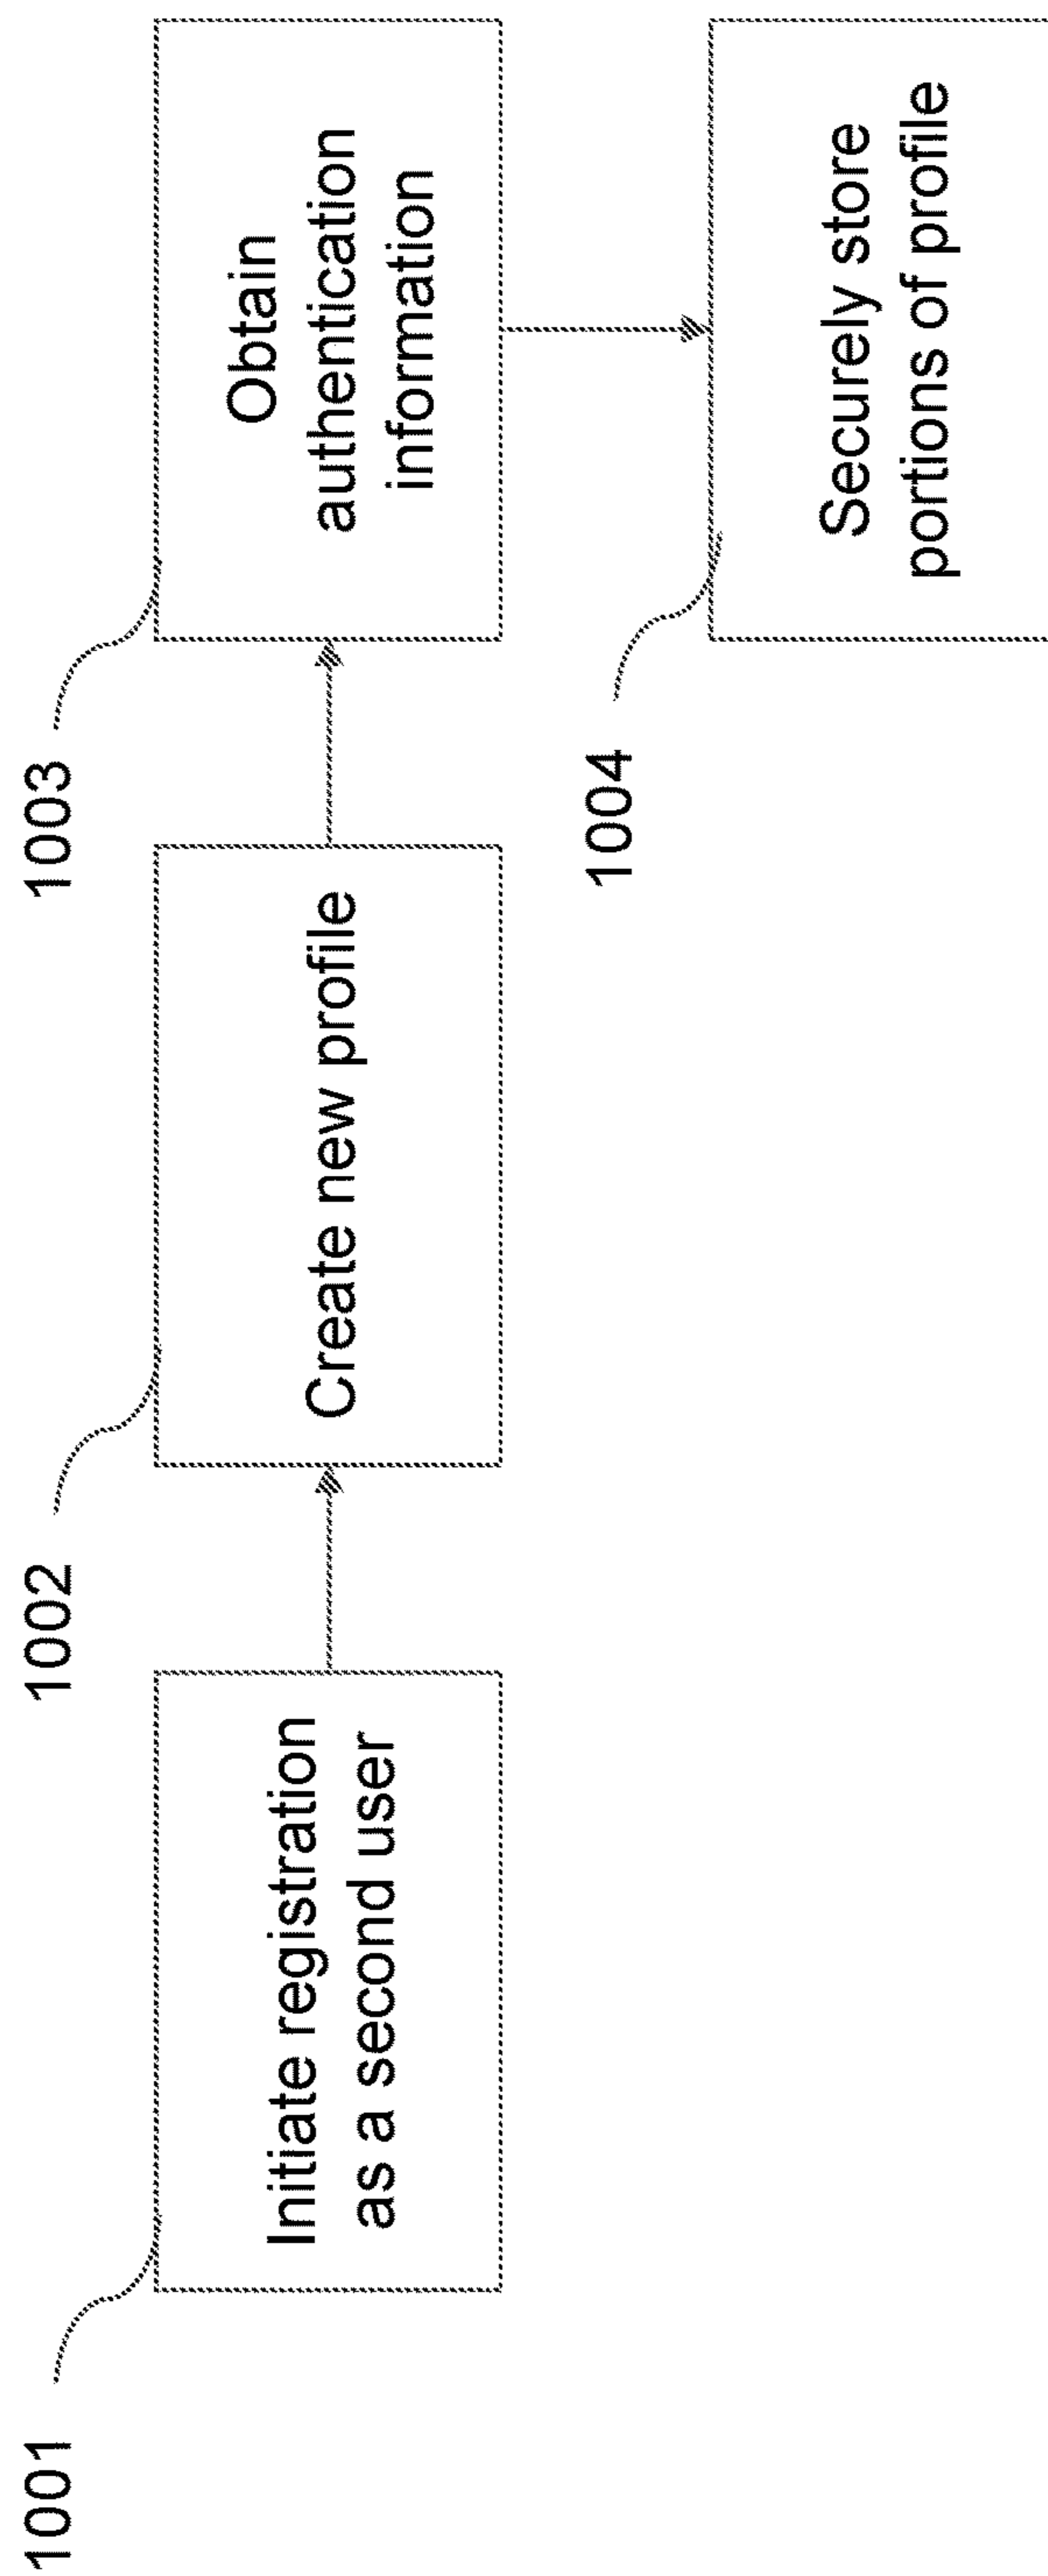 1001
Initiate registration
as a second user
1002
Create new profile
1003
Obtain
authentication
information
1004
Securely store
portions of profile